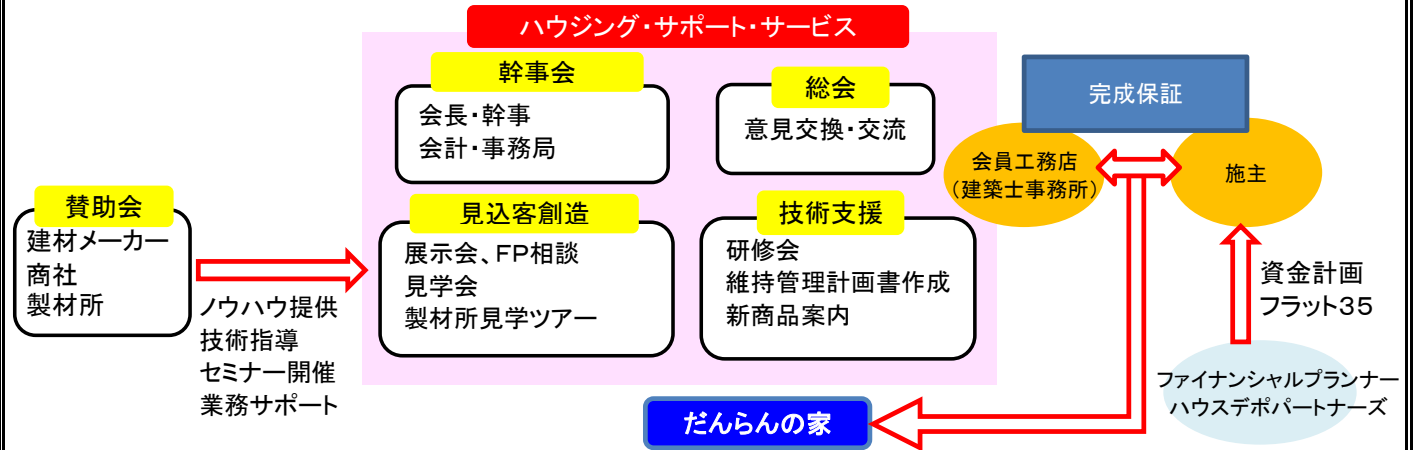 ハウジング・サポート・サービス
幹事会
会長・幹事
会計・事務局
総会
意見交換・交流
完成保証
会員工務店
(建築士事務所)
施主
賛助会
建材メーカー
商社
製材所
ノウハウ提供
技術指導
セミナー開催
業務サポート
見込客創造
展示会、FP相談
見学会
製材所見学ツアー
技術支援
研修会
維持管理計画書作成
新商品案内
資金計画
フラット35
ファイナンシャルプランナー
ハウスデポパートナーズ
だんらんの家